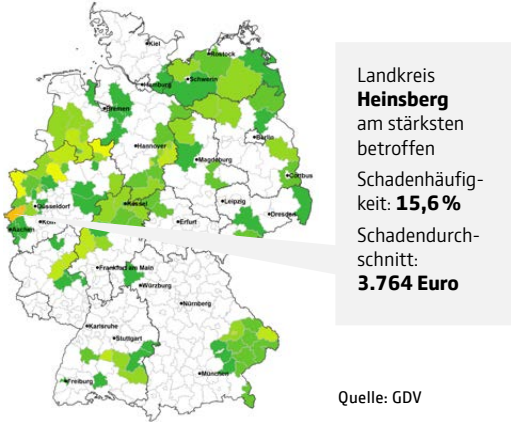 Kiel
Rostock
Schwerin
Hamburg
Bremen
Berlin
Hannover
Magdeburg
Cottbus
Düsseldorf
Kassel
Leipzig
Dresden
Köln
Erfurt
Aachen
Frankfurt am Main
Würzburg
Nürnberg
Karlsruhe
Stuttgart
München
Freiburg
Landkreis
Heinsberg
am stärksten
betroffen
Schadenhäufig-
keit: 15,6 %
Schadendurch-
schnitt:
3.764 Euro
Quelle: GDV